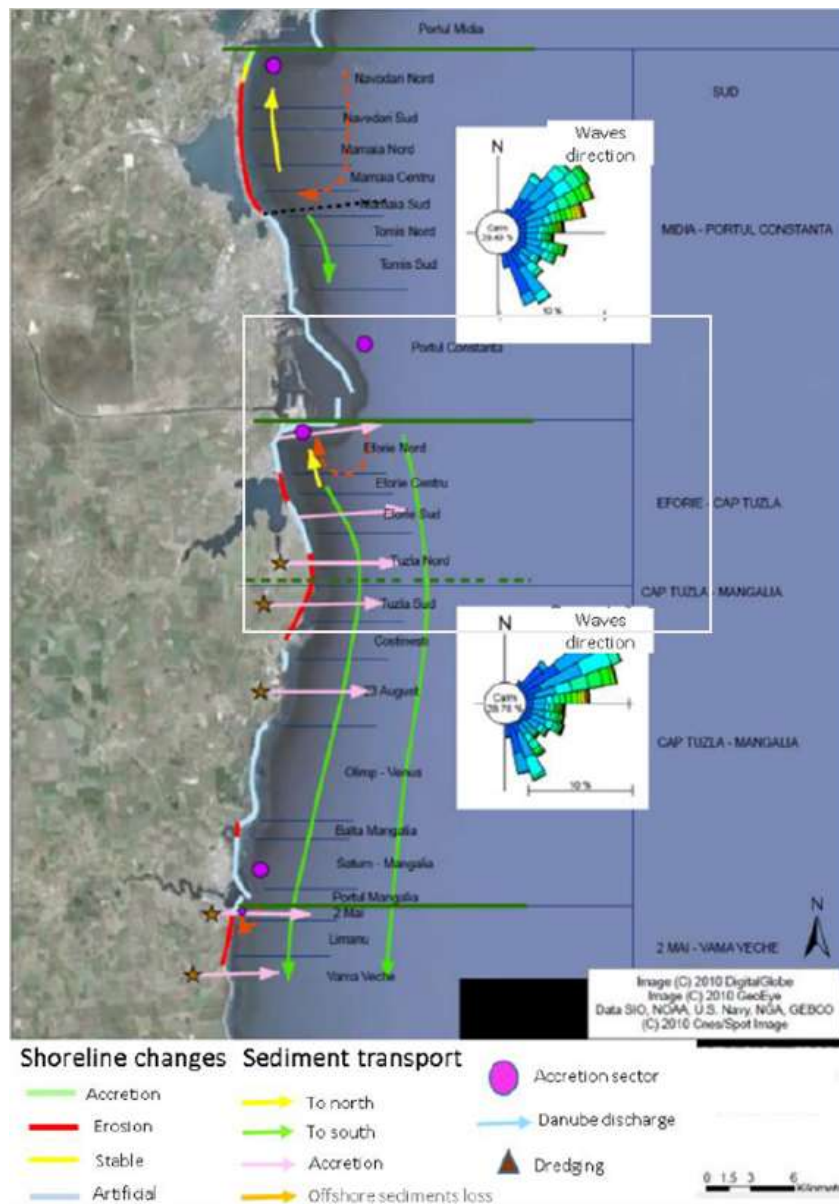 Portul Midia
Navodari Nord
SUD
Navodari Sud
Mamaia Nord
Mamaia Centru
Mamaia Sud
Tomis Nord
Tomis Sud
N
Waves
direction
Calm
10 %
MIDIA - PORTUL CONSTANTA
Portul Constanta
Eforie Nord
Eforie Centru
Eforie Sud
EFORIE - CAP TUZLA
Tuzla Nord
Tuzla Sud
CAP TUZLA - MANGALIA
Costinesti
23 August
N
Waves
direction
Calm
28.76 %
10 %
CAP TUZLA - MANGALIA
Olimp - Venus
Balta Mangalia
Saturn - Mangalia
Portul Mangalia
2 Mai
Limanu
Vama Veche
2 MAI - VAMA VECHE
N
Image (C) 2010 DigitalGlobe
Image (C) 2010 GeoEye
Data SIO, NOAA, U.S. Navy, NGA, GEBCO
(C) 2010 Cnes/Spot Image
Shoreline changes
Accretion
Erosion
Stable
Artificial
Sediment transport
To north
To south
Accretion
Offshore sediments loss
Accretion sector
Danube discharge
Dredging
0 1.5 3 6